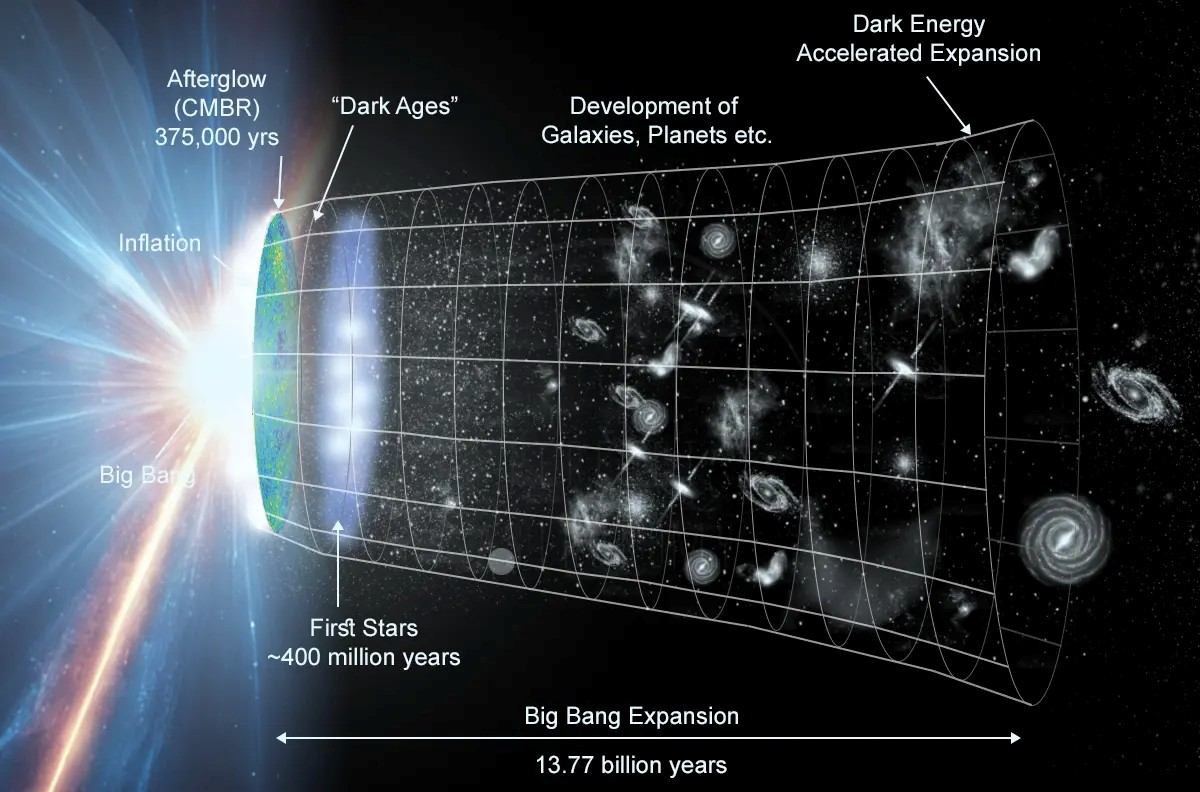 Dark Energy
Accelerated Expansion
Afterglow
(CMBR)
375,000 yrs
“Dark Ages”
Development of
Galaxies, Planets etc.
Inflation
Big Bang
First Stars
~400 million years
Big Bang Expansion
13.77 billion years